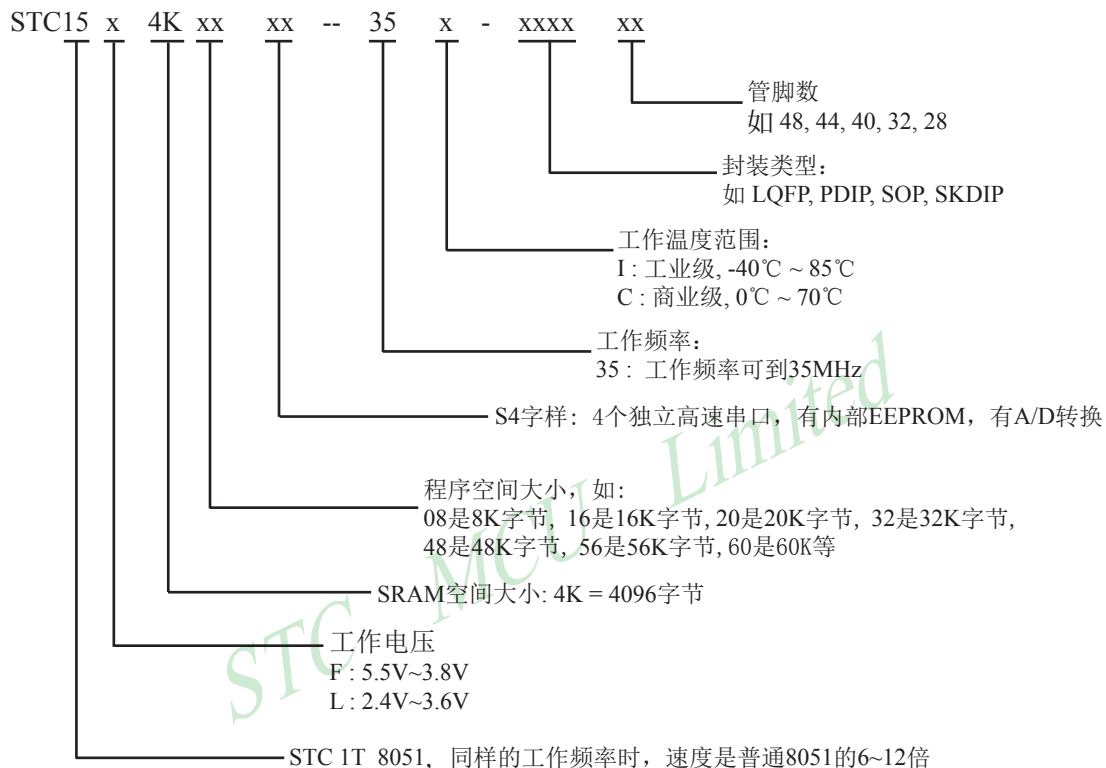 STC15 x 4K xx xx -- 35 x - xxxx xx
管脚数
如 48, 44, 40, 32, 28
封装类型：
如 LQFP, PDIP, SOP, SKDIP
工作温度范围：
I : 工业级, -40℃ ~ 85℃
C : 商业级, 0℃ ~ 70℃
工作频率：
35 : 工作频率可到35MHz
S4字样：4个独立高速串口，有内部EEPROM，有A/D转换
程序空间大小，如：
08是8K字节, 16是16K字节, 20是20K字节, 32是32K字节,
48是48K字节, 56是56K字节, 60是60K等
SRAM空间大小: 4K = 4096字节
工作电压
F : 5.5V~3.8V
L : 2.4V~3.6V
STC 1T 8051, 同样的工作频率时，速度是普通8051的6~12倍
STC MCU Limited